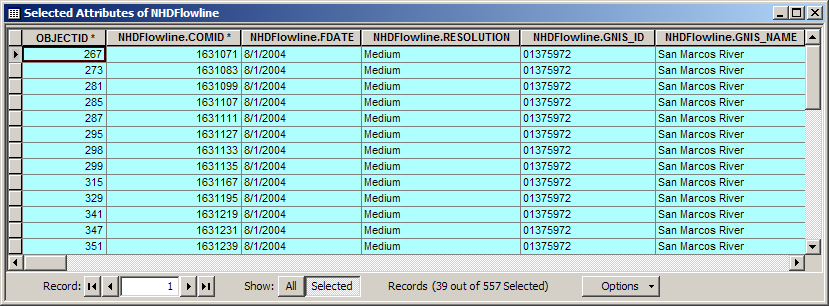 Selected Attributes of NHDFlowline
OBJECTID * NHDFlowline.COMID * NHDFlowline.FDATE NHDFlowline.RESOLUTION NHDFlowline.GNIS_ID NHDFlowline.GNIS_NAME
267 1631071 8/1/2004 Medium 01375972 San Marcos River
273 1631083 8/1/2004 Medium 01375972 San Marcos River
281 1631099 8/1/2004 Medium 01375972 San Marcos River
285 1631107 8/1/2004 Medium 01375972 San Marcos River
287 1631111 8/1/2004 Medium 01375972 San Marcos River
295 1631127 8/1/2004 Medium 01375972 San Marcos River
298 1631133 8/1/2004 Medium 01375972 San Marcos River
299 1631135 8/1/2004 Medium 01375972 San Marcos River
315 1631167 8/1/2004 Medium 01375972 San Marcos River
329 1631195 8/1/2004 Medium 01375972 San Marcos River
341 1631219 8/1/2004 Medium 01375972 San Marcos River
347 1631231 8/1/2004 Medium 01375972 San Marcos River
351 1631239 8/1/2004 Medium 01375972 San Marcos River
Record: 1 Show: All Selected Records (39 out of 557 Selected) Options